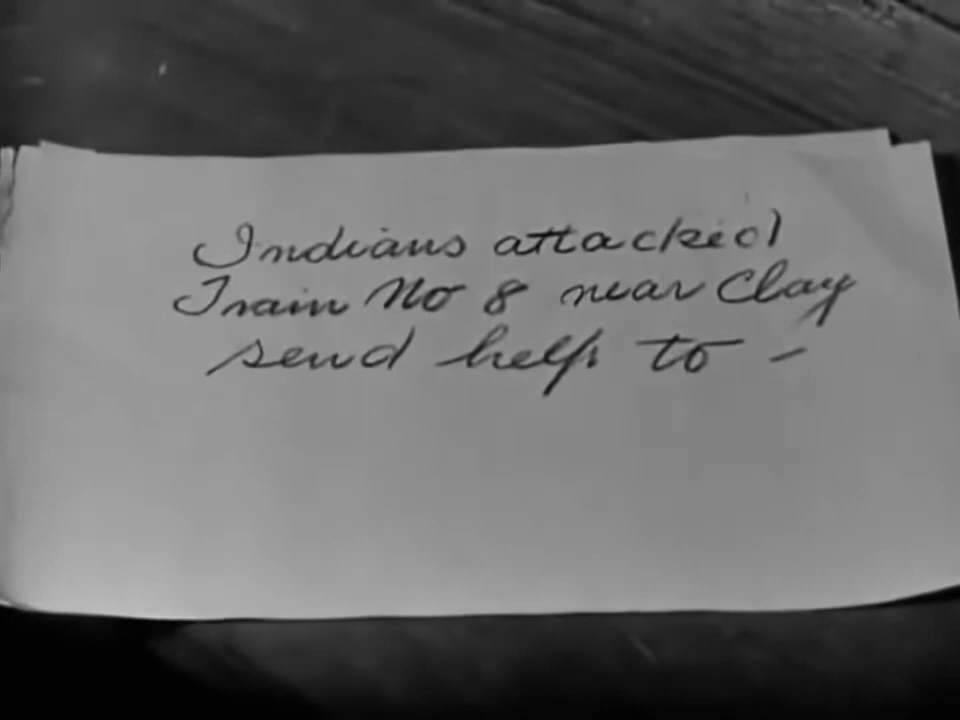 Indians attacked
Train No 8 near Clay
send help to -